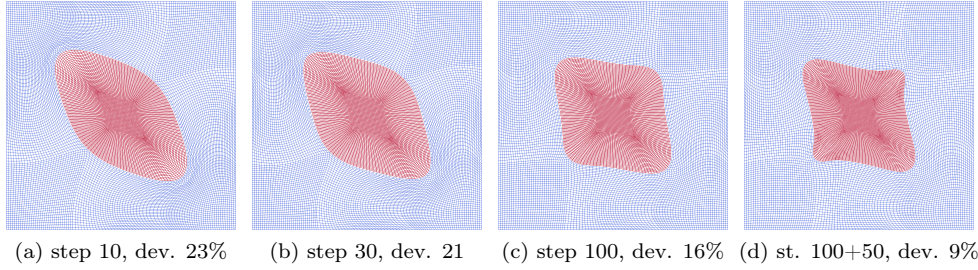 (a) step 10, dev. 23%
(b) step 30, dev. 21
(c) step 100, dev. 16%
(d) st. 100+50, dev. 9%